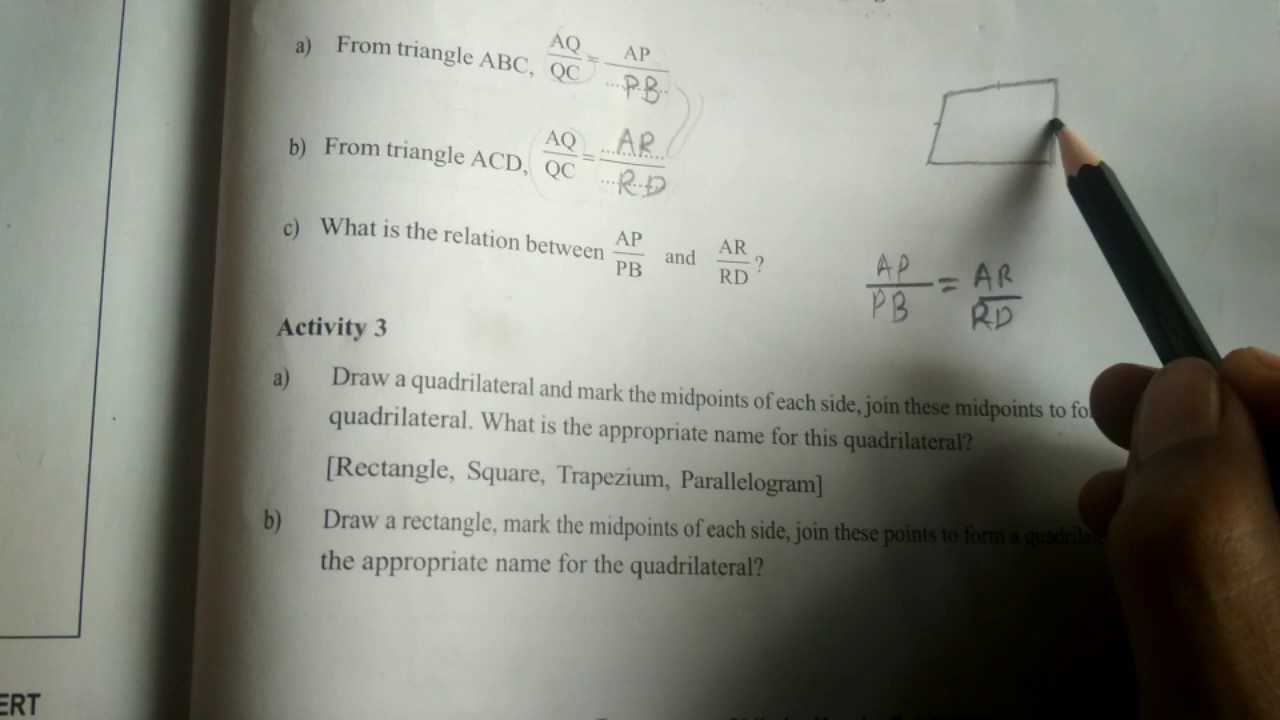 a) From triangle ABC, AQ/QC = AP/...PB..
b) From triangle ACD, AQ/QC = ...AR.../...RD
c) What is the relation between AP/PB and AR/RD ?
AP/PB = AR/RD
Activity 3
a) Draw a quadrilateral and mark the midpoints of each side, join these midpoints to
quadrilateral. What is the appropriate name for this quadrilateral?
[Rectangle, Square, Trapezium, Parallelogram]
b) Draw a rectangle, mark the midpoints of each side, join these points to form a
the appropriate name for the quadrilateral?
ERT